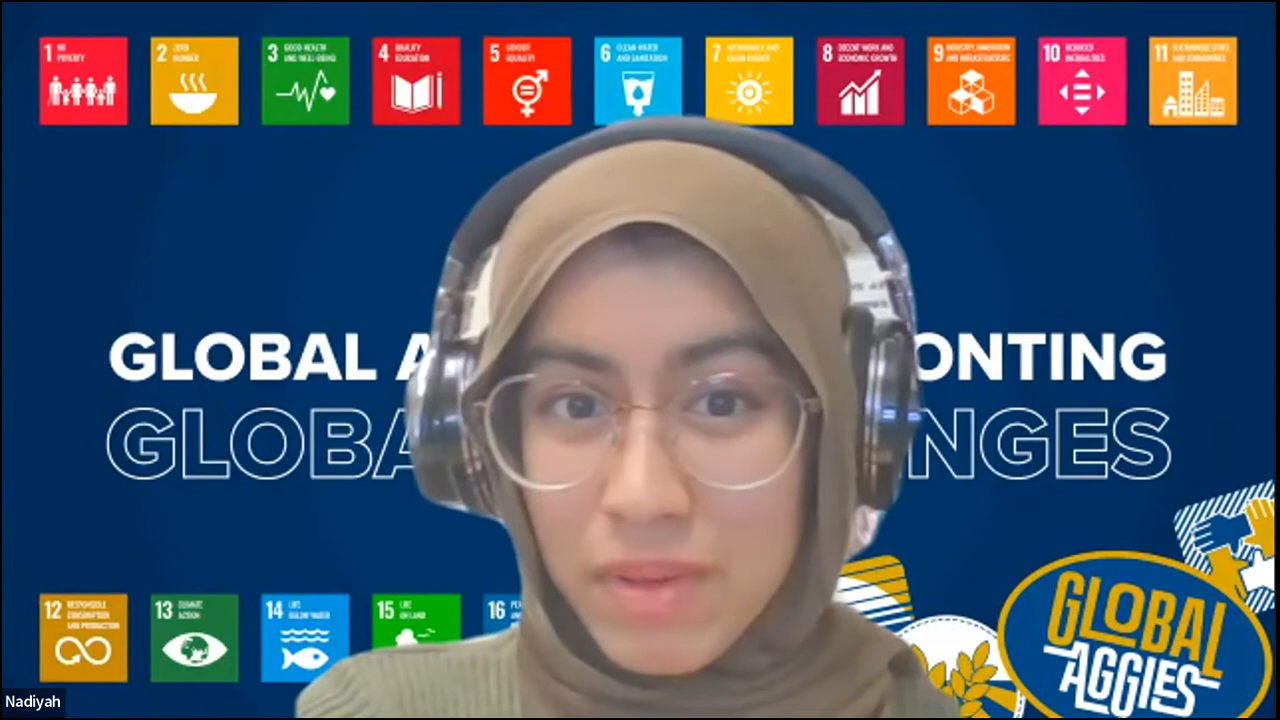 1 NO
POVERTY
2 ZERO
HUNGER
3 GOOD HEALTH
AND WELL-BEING
4 QUALITY
EDUCATION
5 GENDER
EQUALITY
6 CLEAN WATER
AND SANITATION
7 AFFORDABLE AND
CLEAN ENERGY
8 DECENT WORK AND
ECONOMIC GROWTH
9 INDUSTRY, INNOVATION
AND INFRASTRUCTURE
10 REDUCED
INEQUALITIES
11 SUSTAINABLE CITIES
AND COMMUNITIES
GLOBAL A ONTING
GLOBA NGES
12 RESPONSIBLE
CONSUMPTION
AND PRODUCTION
13 CLIMATE
ACTION
14 LIFE
BELOW WATER
15 LIFE
ON LAND
16
GLOBAL
AGGIES
Nadiyah